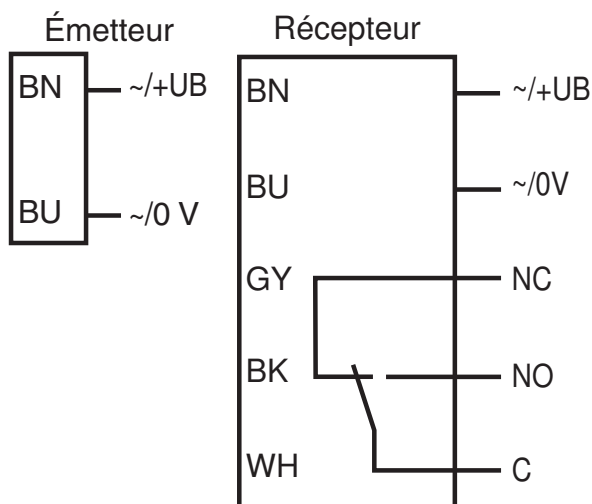 Émetteur
BN ~/+UB
BU ~/0 V
Récepteur
BN ~/+UB
BU ~/0V
GY NC
BK NO
WH C